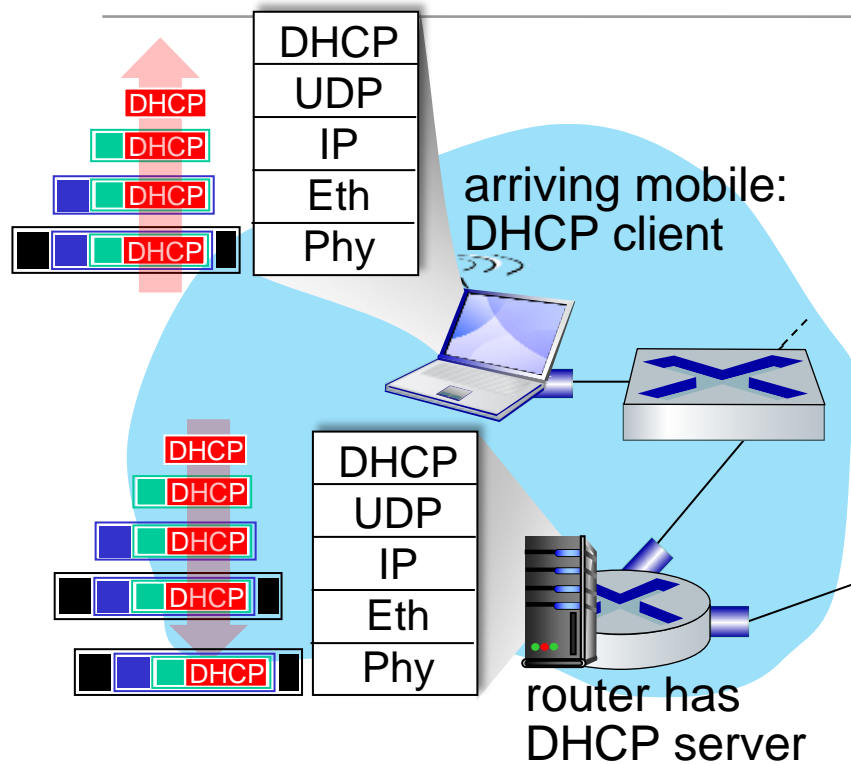 DHCP
UDP
IP
Eth
Phy
DHCP
DHCP
DHCP
DHCP
arriving mobile:
DHCP client
DHCP
UDP
IP
Eth
Phy
DHCP
DHCP
DHCP
DHCP
DHCP
router has
DHCP server